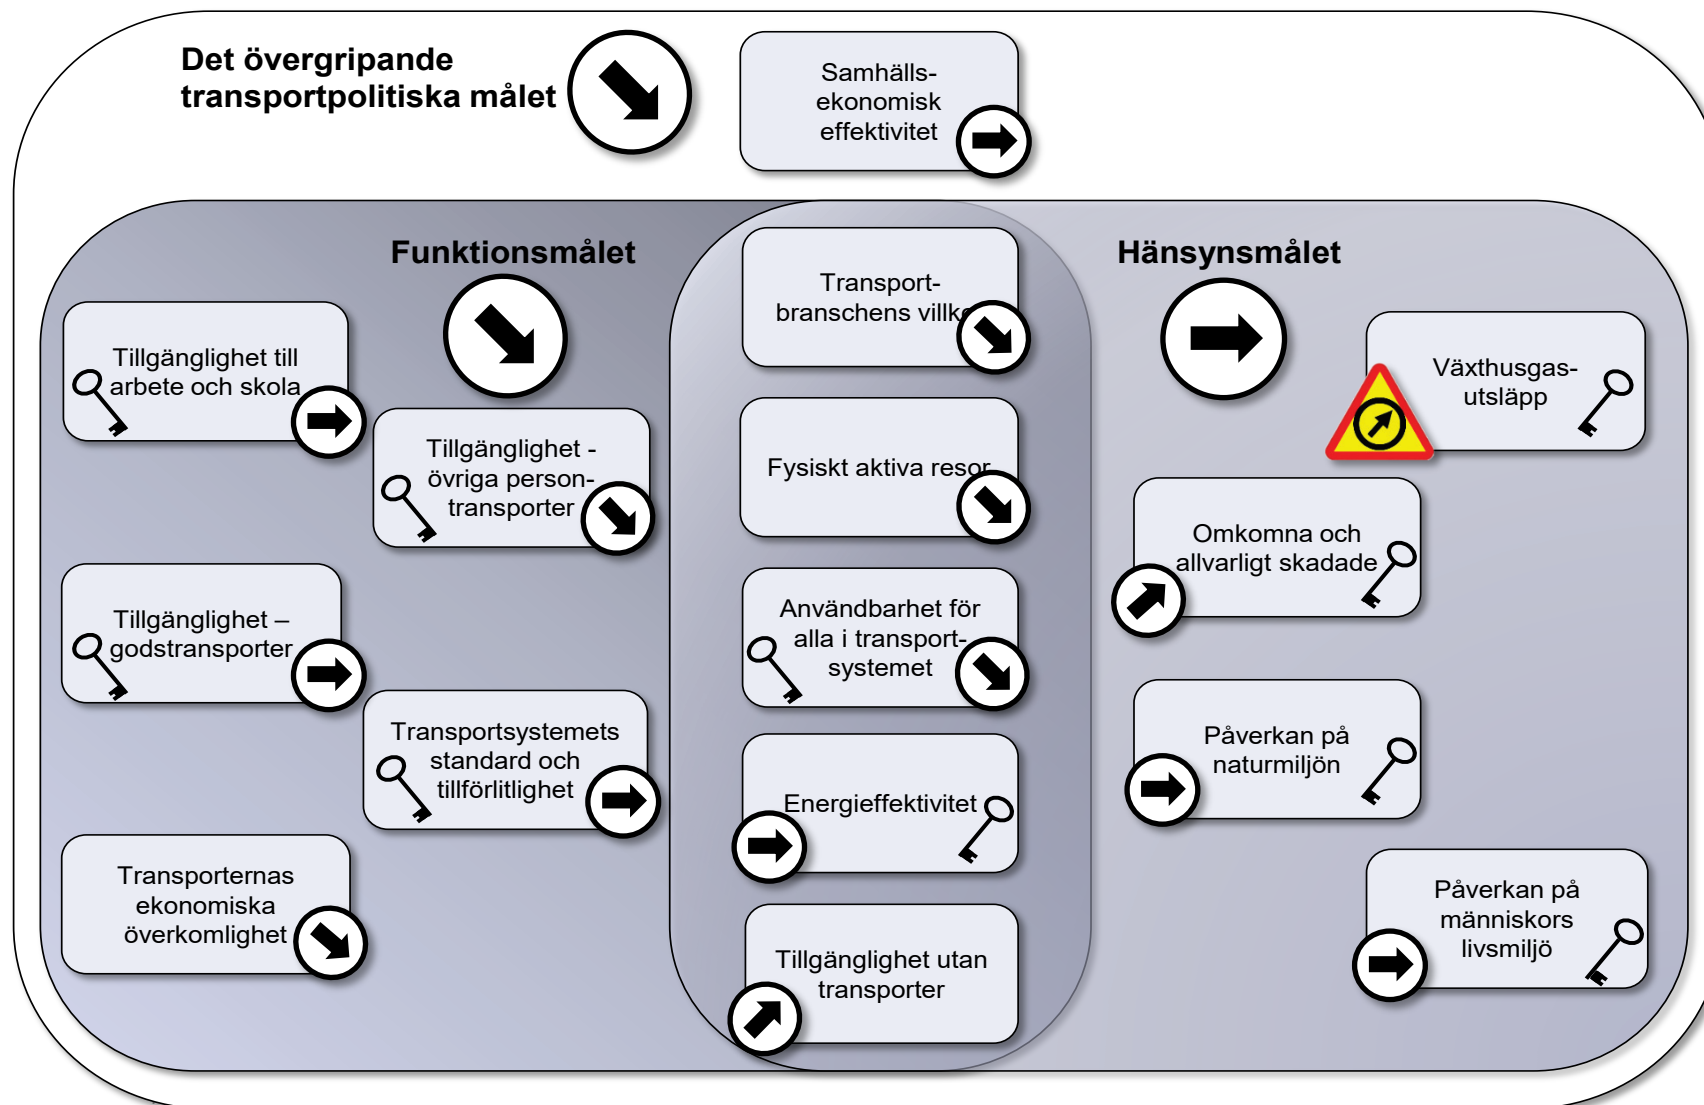 Det övergripande
transportpolitiska målet
Samhälls-
ekonomisk
effektivitet
Funktionsmålet
Hänsynsmålet
Tillgänglighet till
arbete och skola
Tillgänglighet -
övriga person-
transporter
Tillgänglighet –
godstransporter
Transportsystemets
standard och
tillförlitlighet
Transporternas
ekonomiska
överkomlighet
Transport-
branschens villko
Fysiskt aktiva resor
Användbarhet för
alla i transport-
systemet
Energieffektivitet
Tillgänglighet utan
transporter
Växthusgas-
utsläpp
Omkomna och
allvarligt skadade
Påverkan på
naturmiljön
Påverkan på
människors
livsmiljö